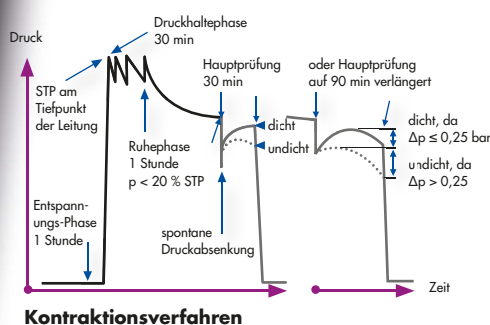 Druckhaltephase
30 min
Druck
Hauptprüfung
30 min
oder Hauptprüfung
auf 90 min verlängert
STP am
Tiefpunkt
der Leitung
dicht
undicht
dicht, da
Δp ≤ 0,25 bar
undicht, da
Δp > 0,25
Ruhephase
1 Stunde
p < 20 % STP
Entspann-
ungs-Phase
1 Stunde
spontane
Druckabsenkung
Zeit
Kontraktionsverfahren